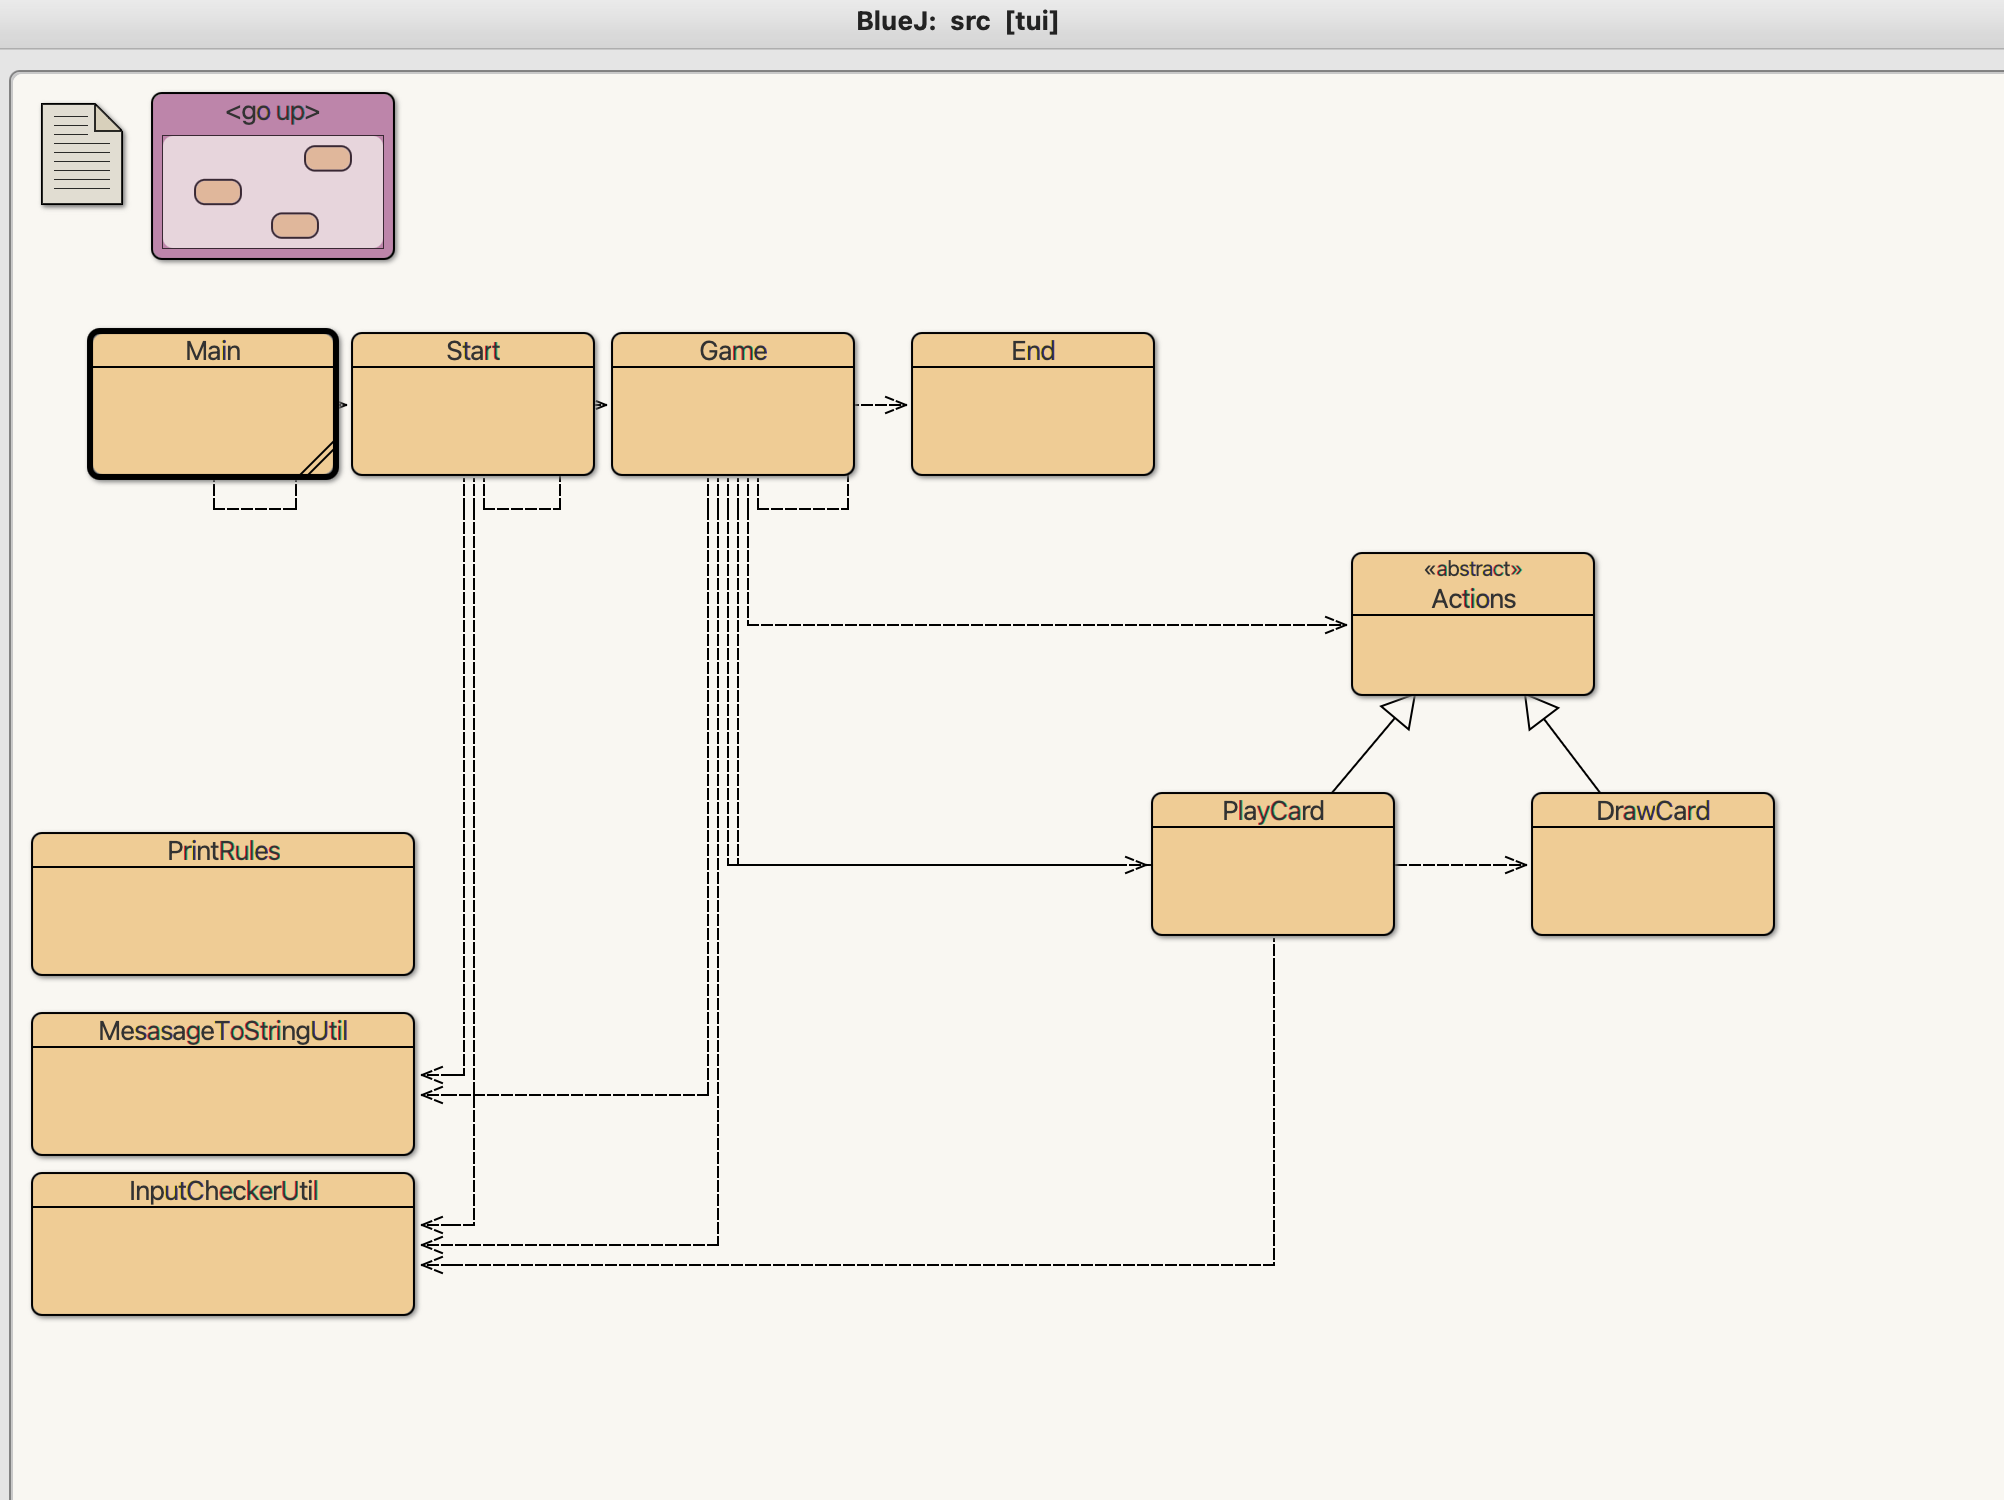 BlueJ: src [tui]
<go up>
Main
Start
Game
End
«abstract»
Actions
PlayCard
DrawCard
PrintRules
MesasageToStringUtil
InputCheckerUtil